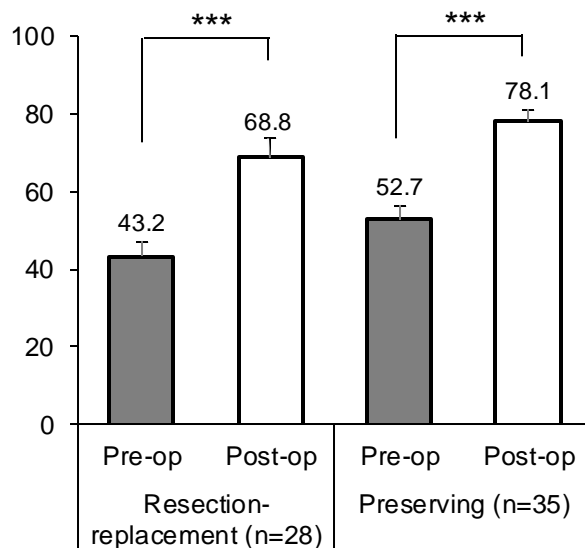 100
80
60
40
20
0
***
***
43.2
68.8
52.7
78.1
Pre-op
Post-op
Pre-op
Post-op
Resection-
replacement (n=28)
Preserving (n=35)